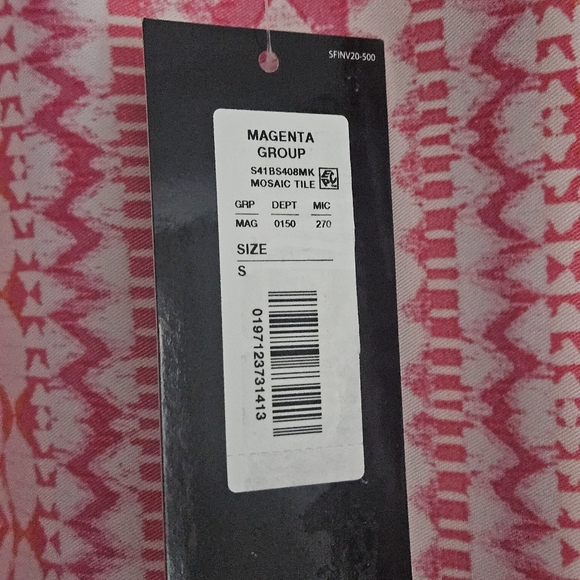 SFINV20-500
MAGENTA
GROUP
S41BS408MK
MOSAIC TILE
GRP DEPT MIC
MAG 0150 270
SIZE
S
0197123731413